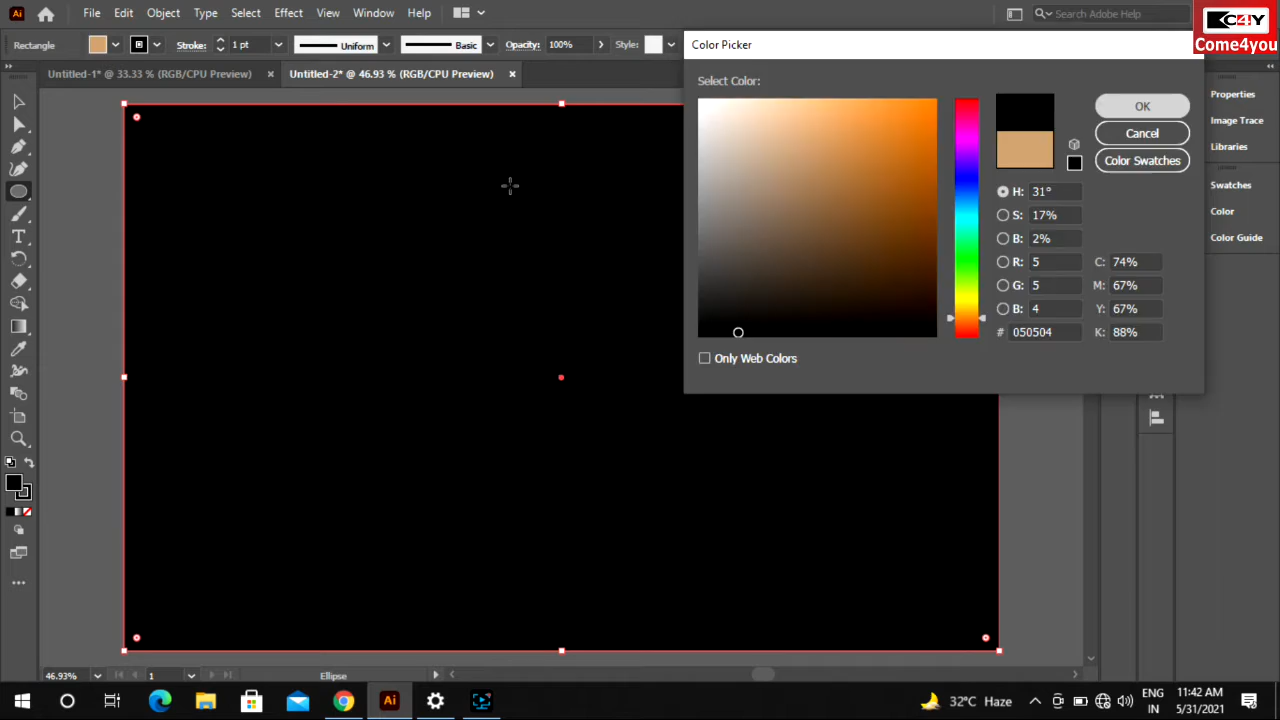 Ai File Edit Object Type Select Effect View Window Help Search Adobe Help
C4Y
Come4you
Rectangle Stroke: 1 pt Uniform Basic Opacity: 100% Style:
Color Picker
Untitled-1* @ 33.33 % (RGB/CPU Preview) × Untitled-2* @ 46.93 % (RGB/CPU Preview) ×
Select Color:
OK
Cancel
Color Swatches
H: 31°
S: 17%
B: 2%
R: 5 C: 74%
G: 5 M: 67%
B: 4 Y: 67%
# 050504 K: 88%
Only Web Colors
Properties
Image Trace
Libraries
Swatches
Color
Color Guide
T
46.93% 1 Ellipse
Ai 32°C Haze ENG 11:42 AM
IN 5/31/2021